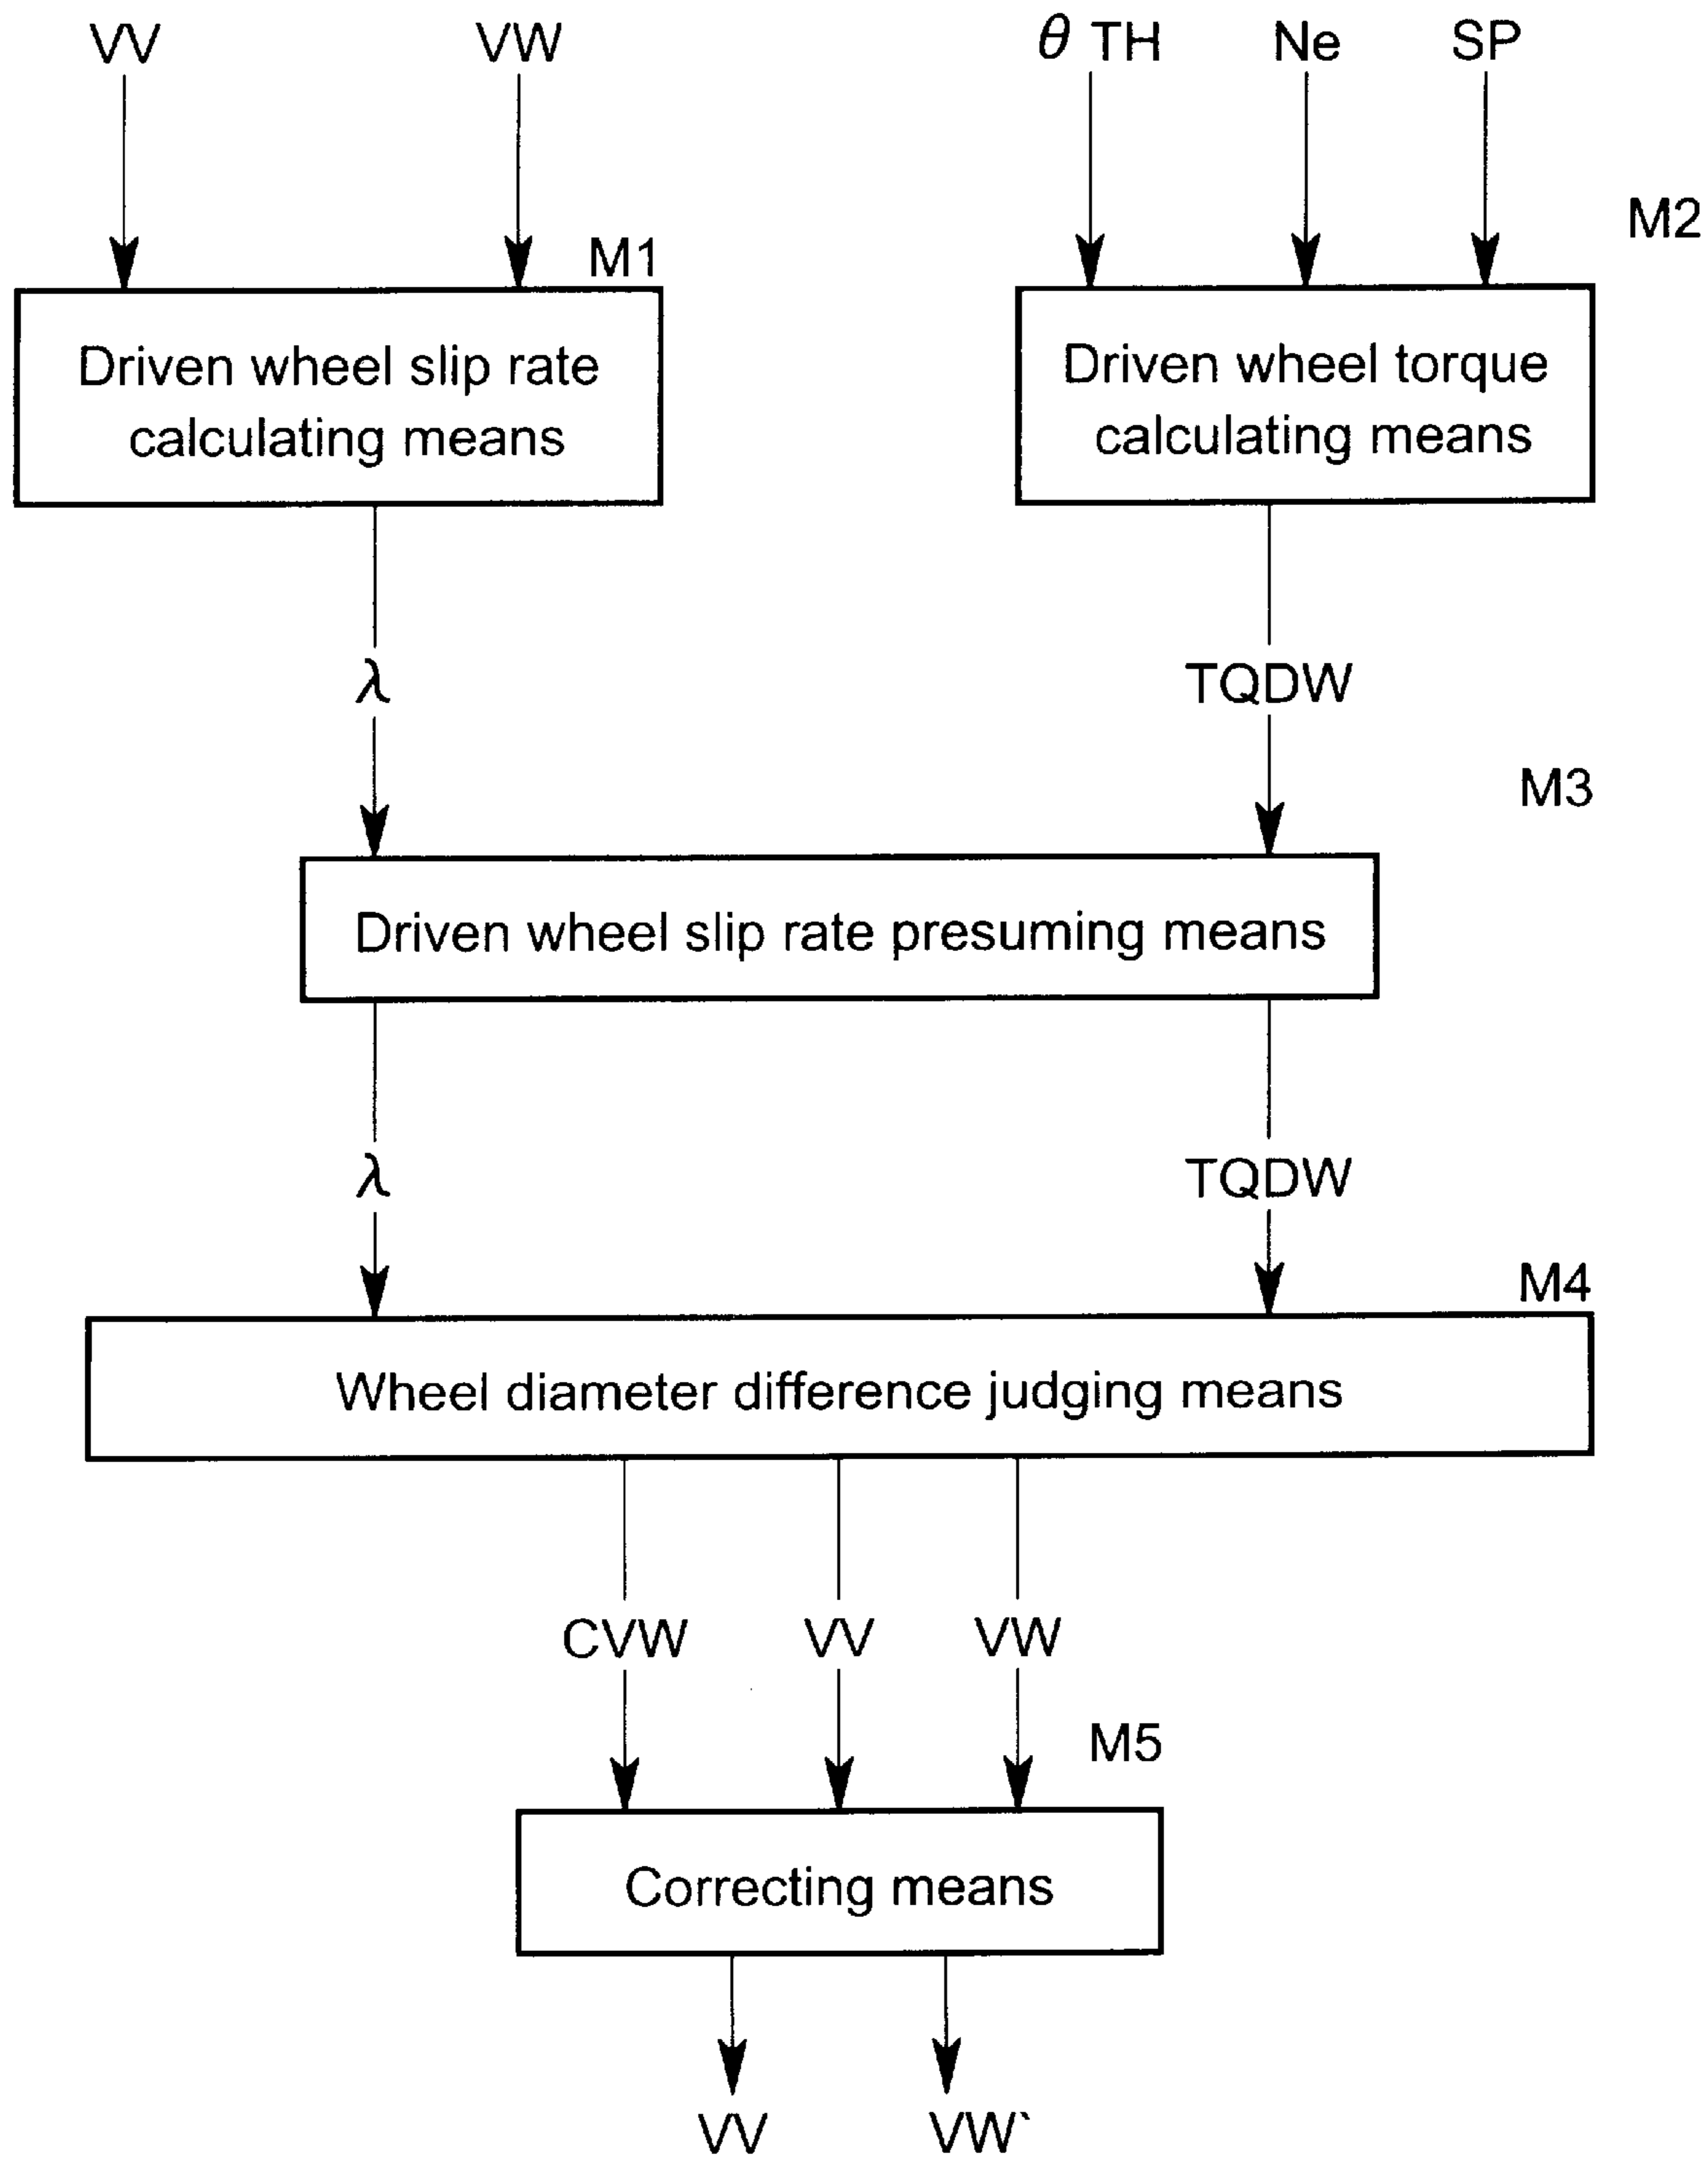 VV VW θ TH Ne SP
M2
M1
Driven wheel slip rate
calculating means
Driven wheel torque
calculating means
λ TQDW
M3
Driven wheel slip rate presuming means
λ TQDW
M4
Wheel diameter difference judging means
CVW VV VW
M5
Correcting means
VV VW`